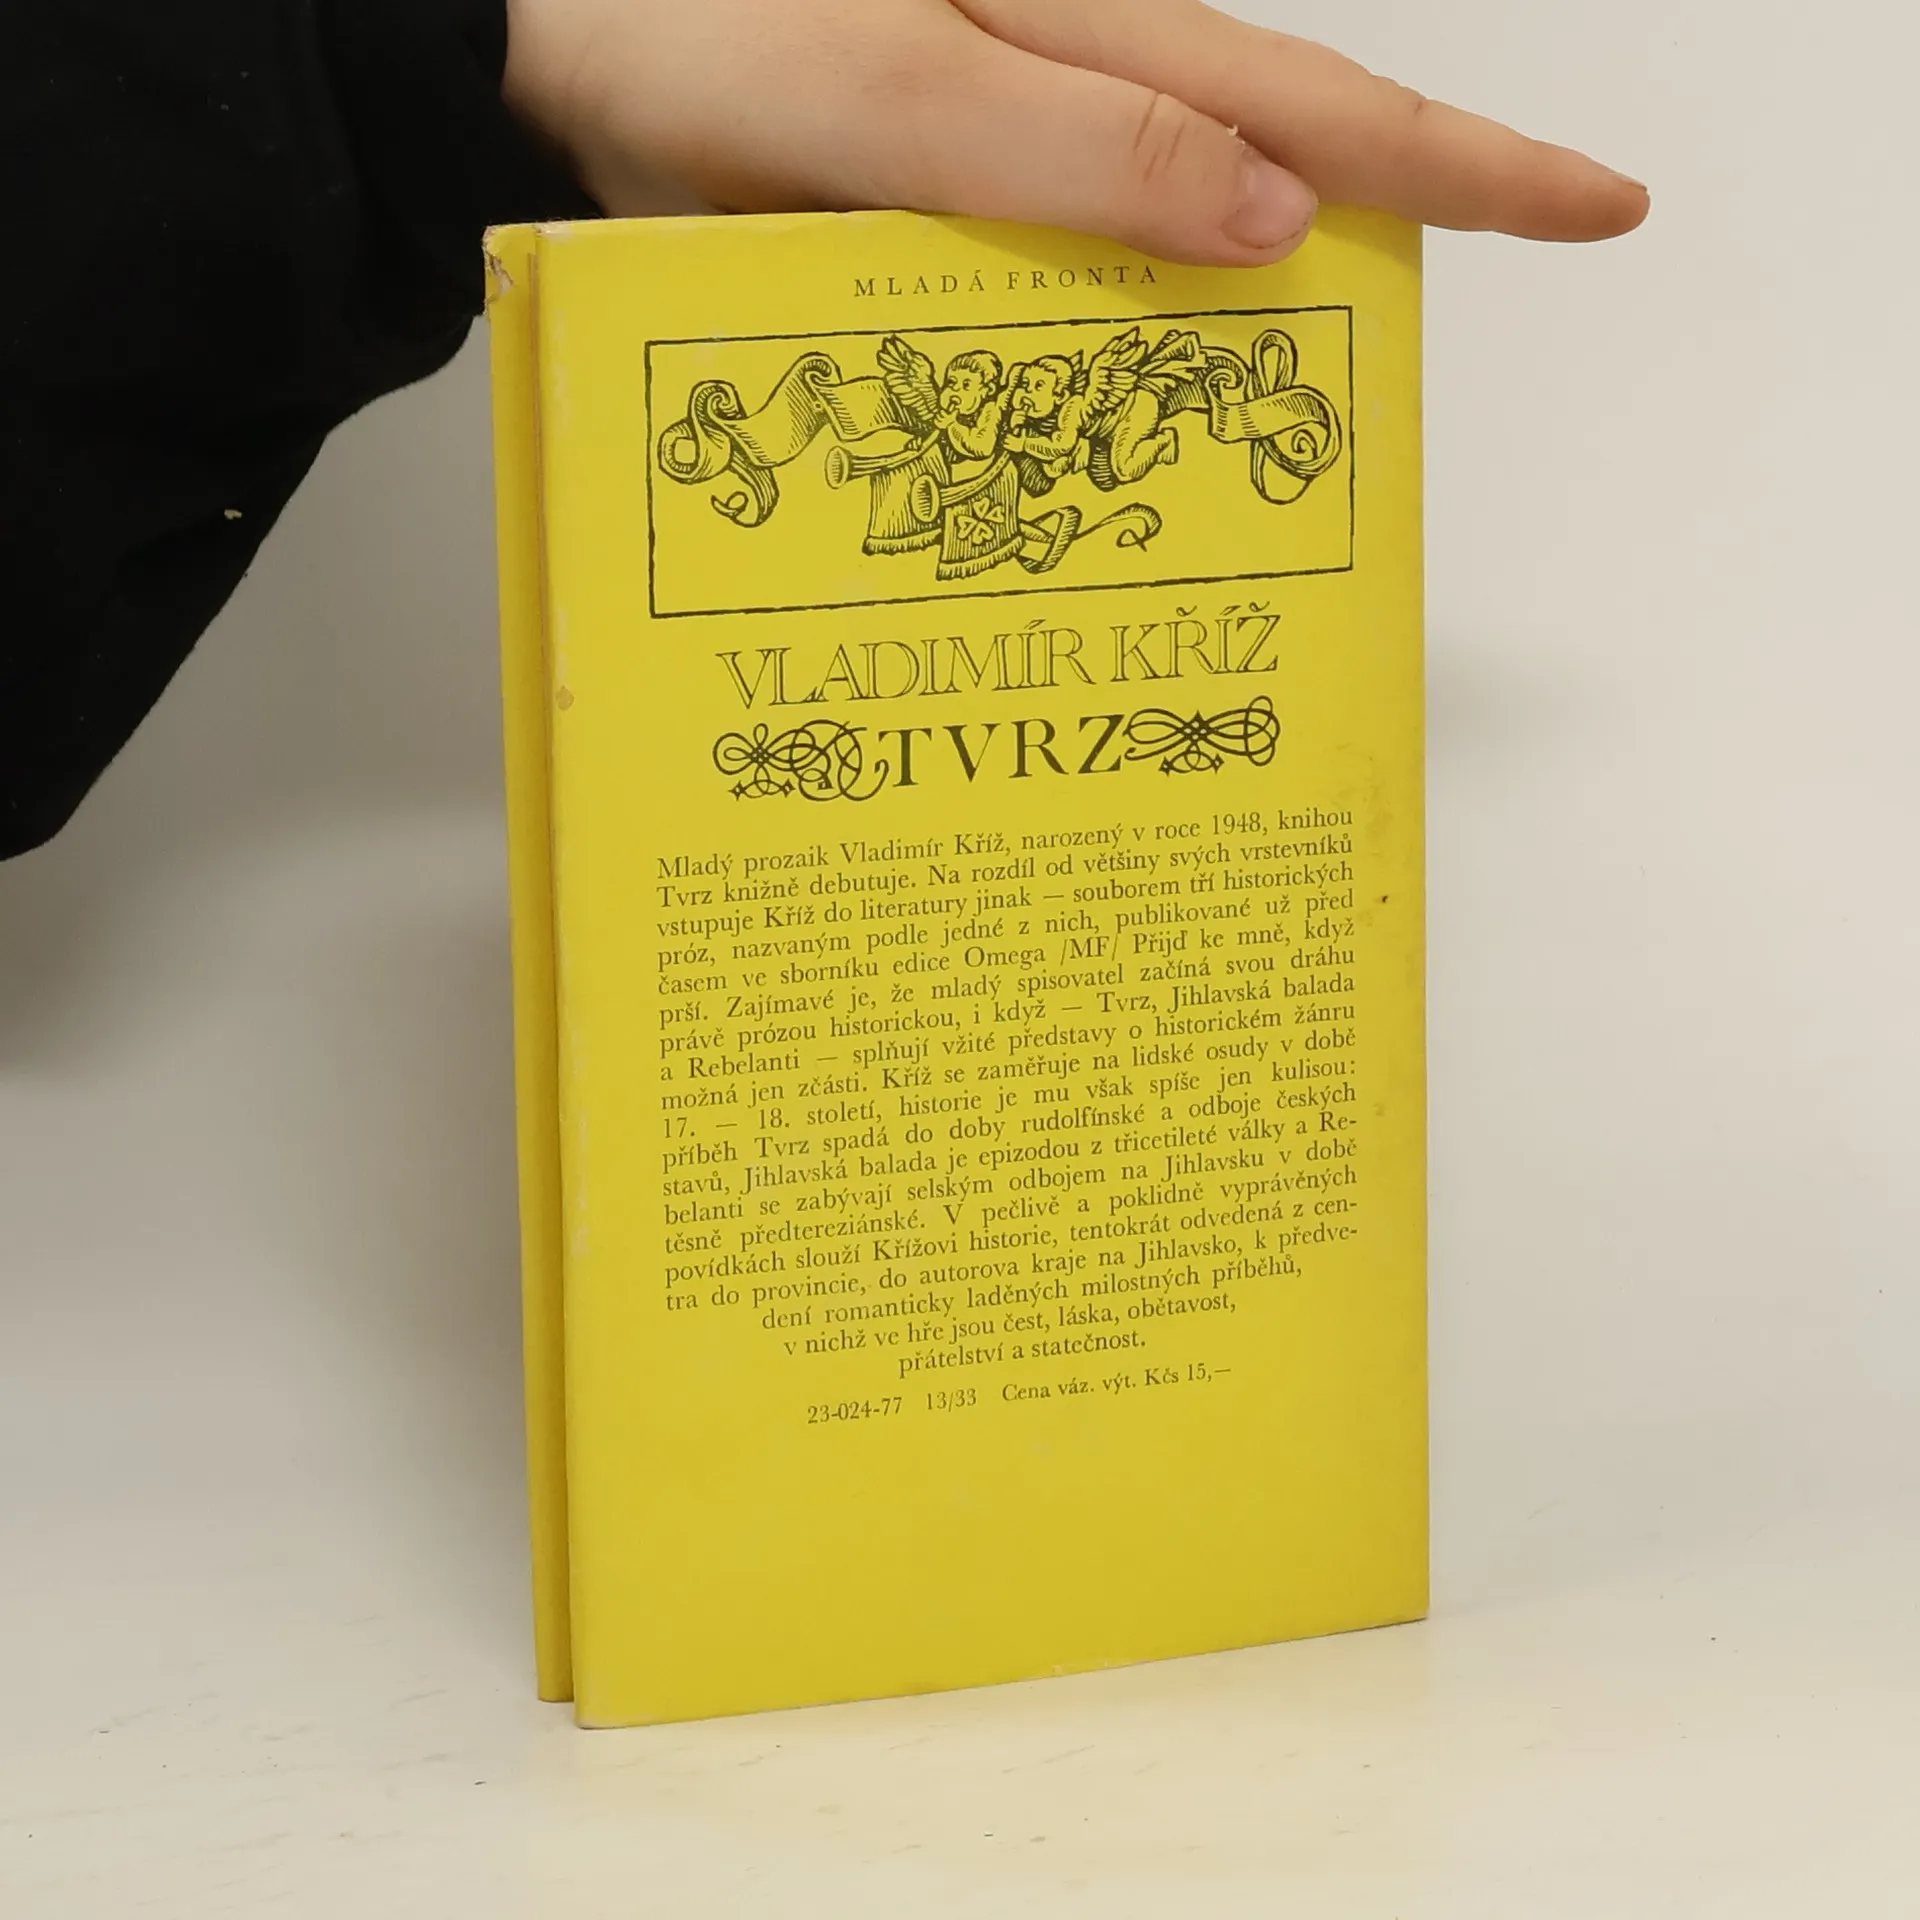 MLADÁ FRONTA
VLADIMÍR KŘÍŽ
TVRZ
Mladý prozaik Vladimír Kříž, narozený v roce 1948, knihou
Tvrz knižně debutuje. Na rozdíl od většiny svých vrstevníků
vstupuje Kříž do literatury jinak — souborem tří historických
próz, nazvaným podle jedné z nich, publikované už před
časem ve sborníku edice Omega /MF/ Přijď ke mně, když
prší. Zajímavé je, že mladý spisovatel začíná svou dráhu
právě prózou historickou, i když — Tvrz, Jihlavská balada
a Rebelanti — splňují vžité představy o historickém žánru
možná jen zčásti. Kříž se zaměřuje na lidské osudy v době
17. — 18. století, historie je mu však spíše jen kulisou:
příběh Tvrz spadá do doby rudolfínské a odboje českých
stavů, Jihlavská balada je epizodou z třicetileté války a Re-
belanti se zabývají selským odbojem na Jihlavsku v době
těsně předtereziánské. V pečlivě a poklidně vyprávěných
povídkách slouží Křížovi historie, tentokrát odvedená z cen-
tra do provincie, do autorova kraje na Jihlavsko, k předve-
dení romanticky laděných milostných příběhů,
v nichž ve hře jsou čest, láska, obětavost,
přátelství a statečnost.
23-024-77 13/33 Cena váz. výt. Kčs 15,—